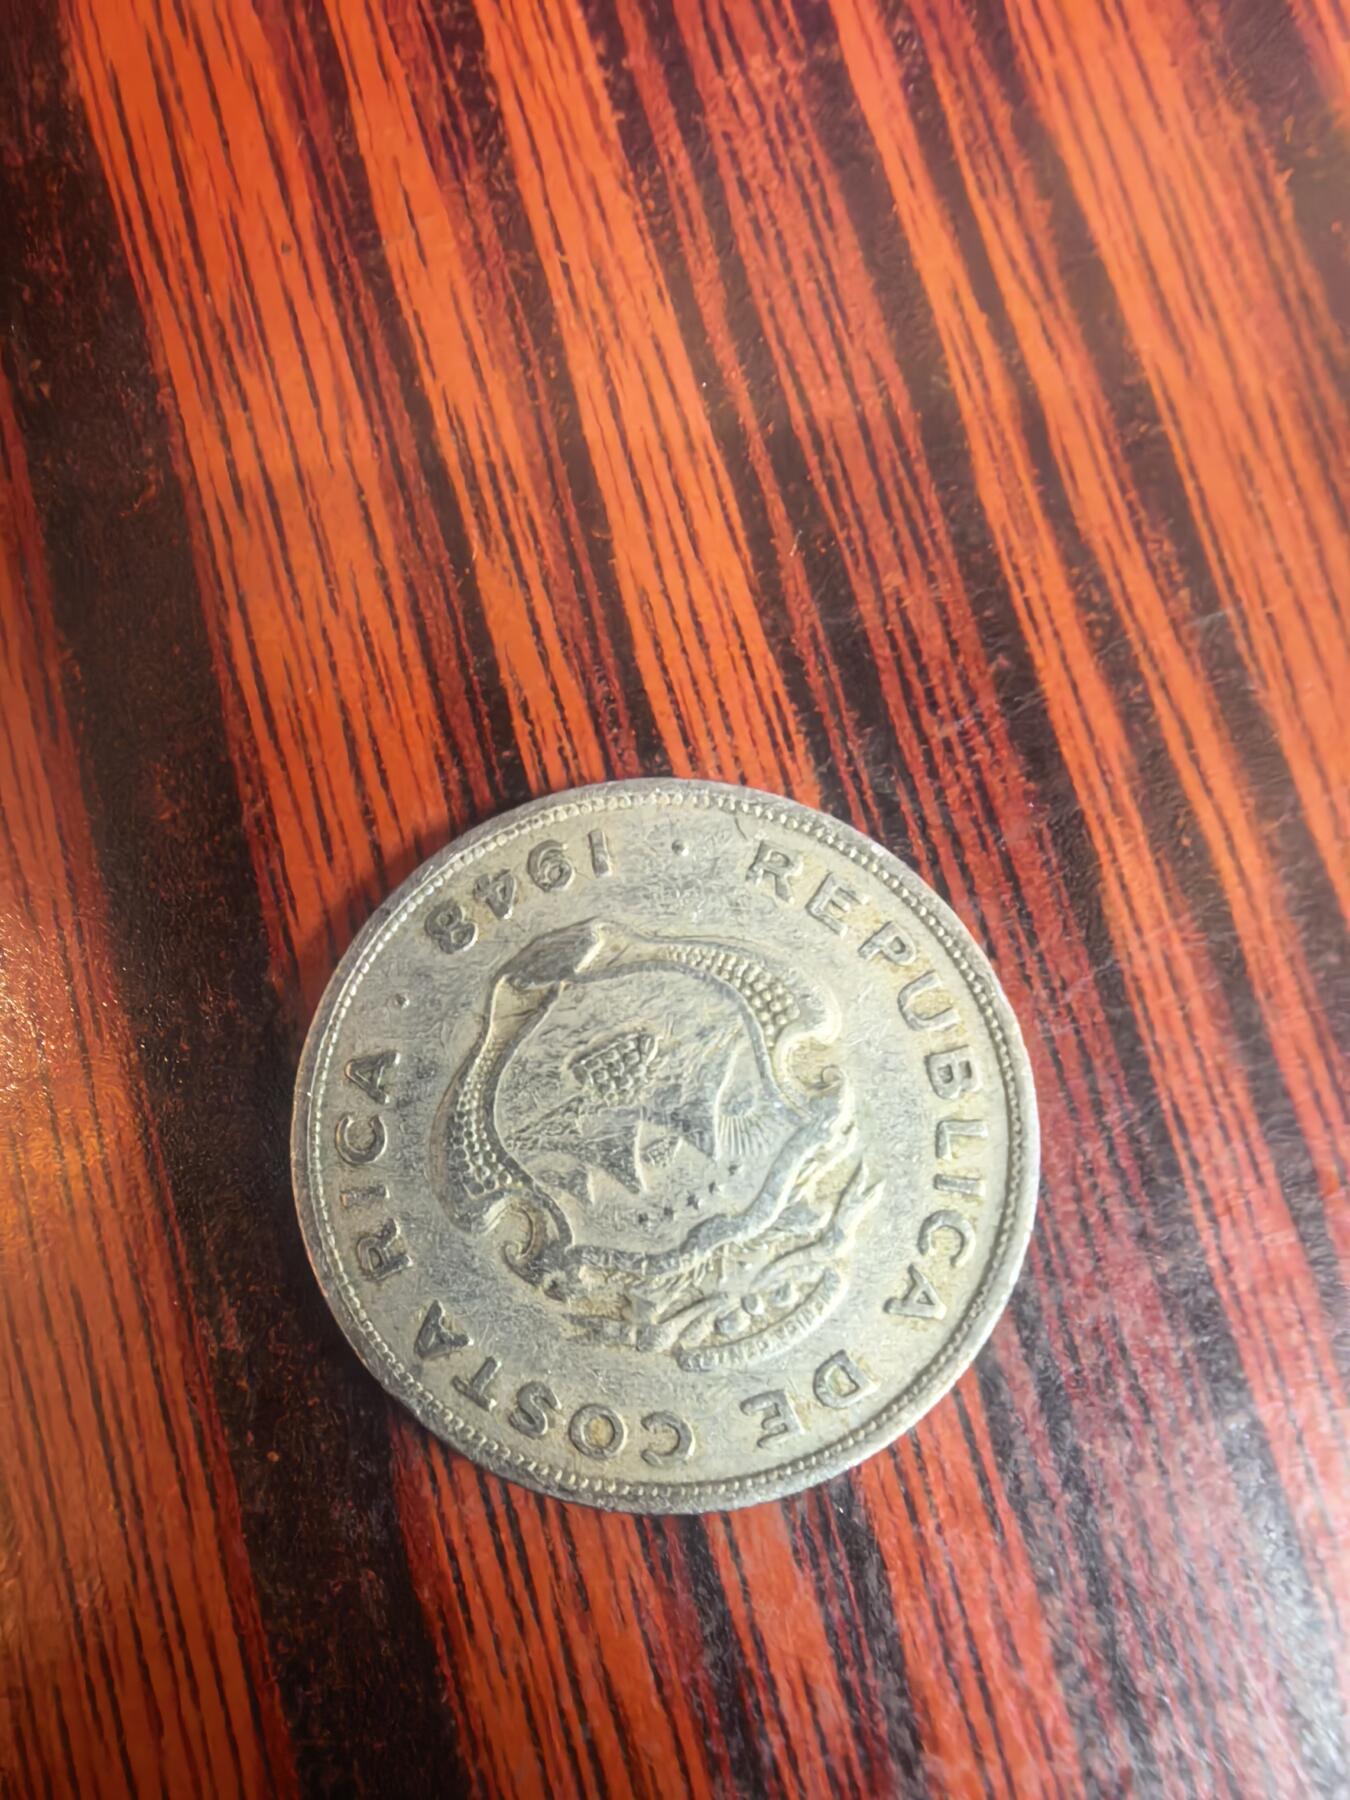 REPUBLICA DE COSTA RICA
1948